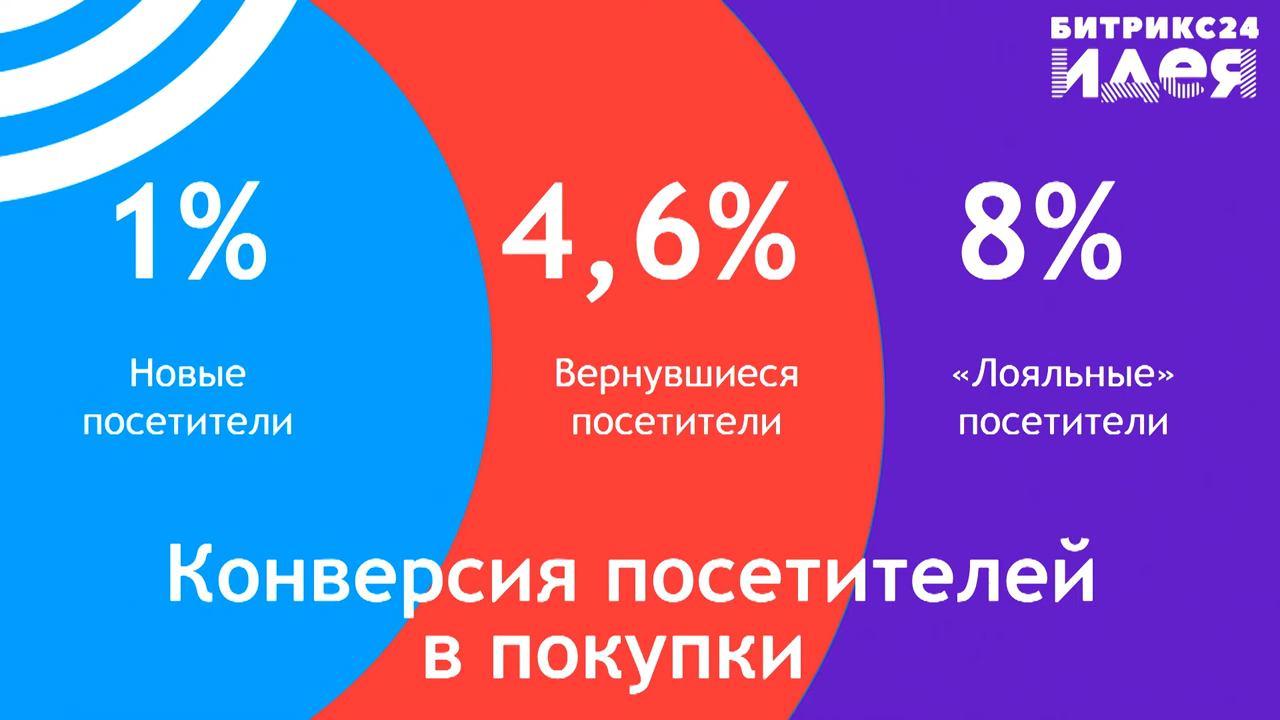 БИТРИКС24
ИДЕЯ
1%
4,6%
8%
Новые
посетители
Вернувшиеся
посетители
«Лояльные»
посетители
Конверсия посетителей
в покупки